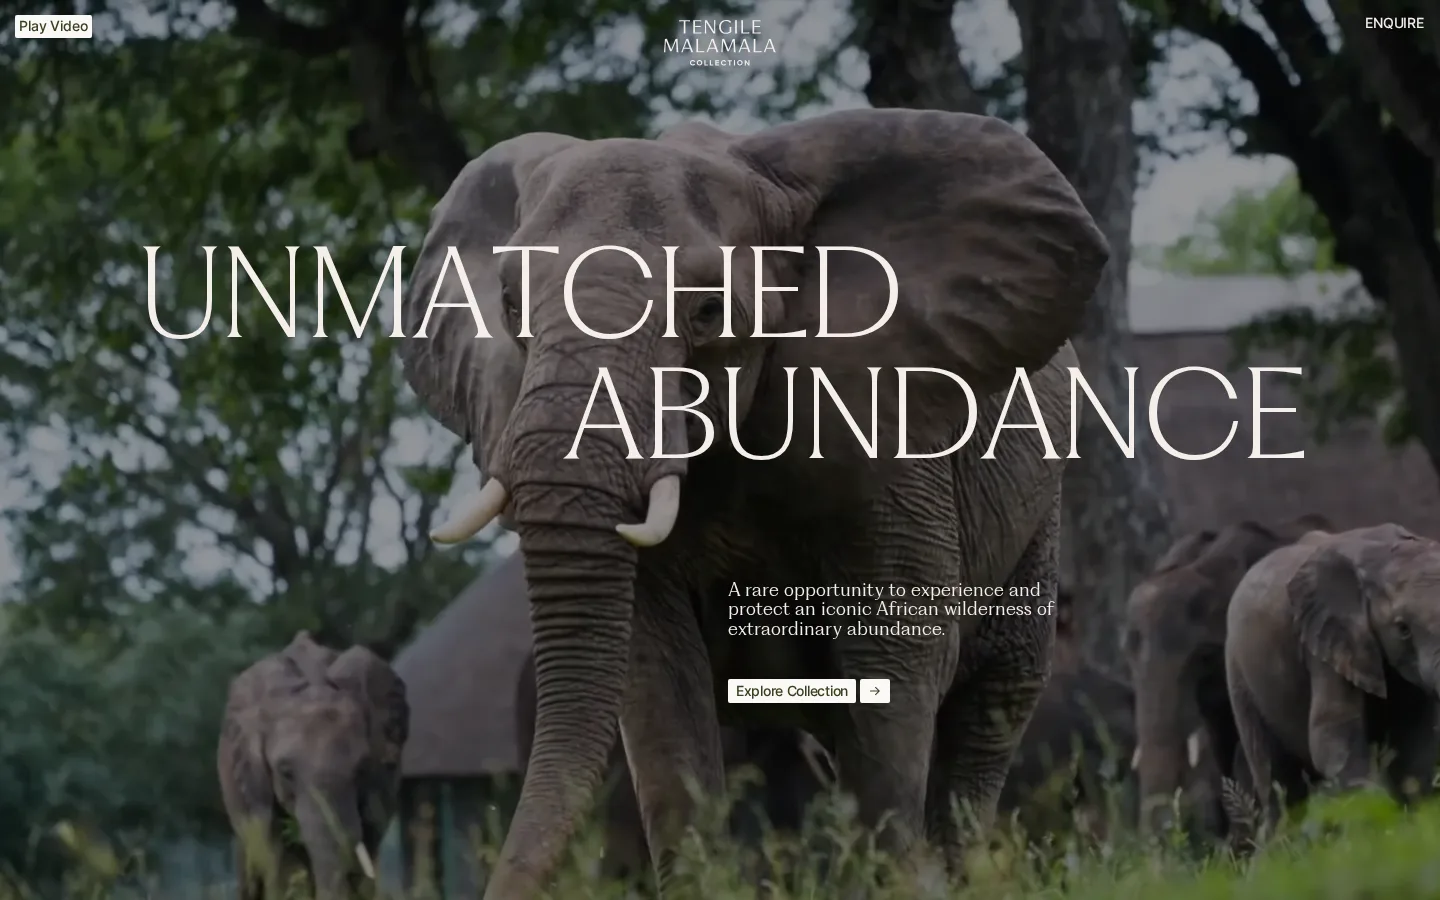 Play Video
TENGILE
MALAMALA
COLLECTION
ENQUIRE
UNMATCHED
ABUNDANCE
A rare opportunity to experience and
protect an iconic African wilderness of
extraordinary abundance.
Explore Collection →